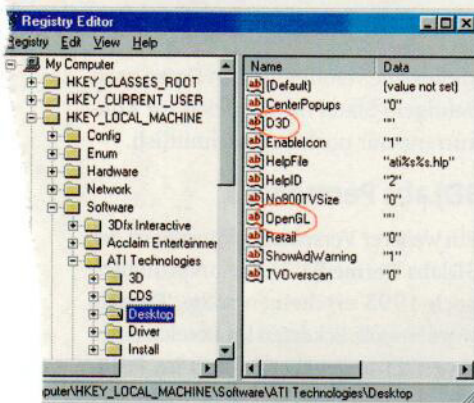 Registry Editor
Registry Edit View Help
My Computer
HKEY_CLASSES_ROOT
HKEY_CURRENT_USER
HKEY_LOCAL_MACHINE
Config
Enum
Hardware
Network
Software
3Dfx Interactive
Acclaim Entertainmer
ATI Technologies
3D
CDS
Desktop
Driver
Install
Name Data
(Default) (value not set)
CenterPopups "0"
D3D ""
EnableIcon "1"
HelpFile "ati%s%s.hlp"
HelpID "2"
No800TVSize "0"
OpenGL ""
Retail "0"
ShowAdjWarning "1"
TVOverscan "0"
puter\HKEY_LOCAL_MACHINE\Software\ATI Technologies\Desktop